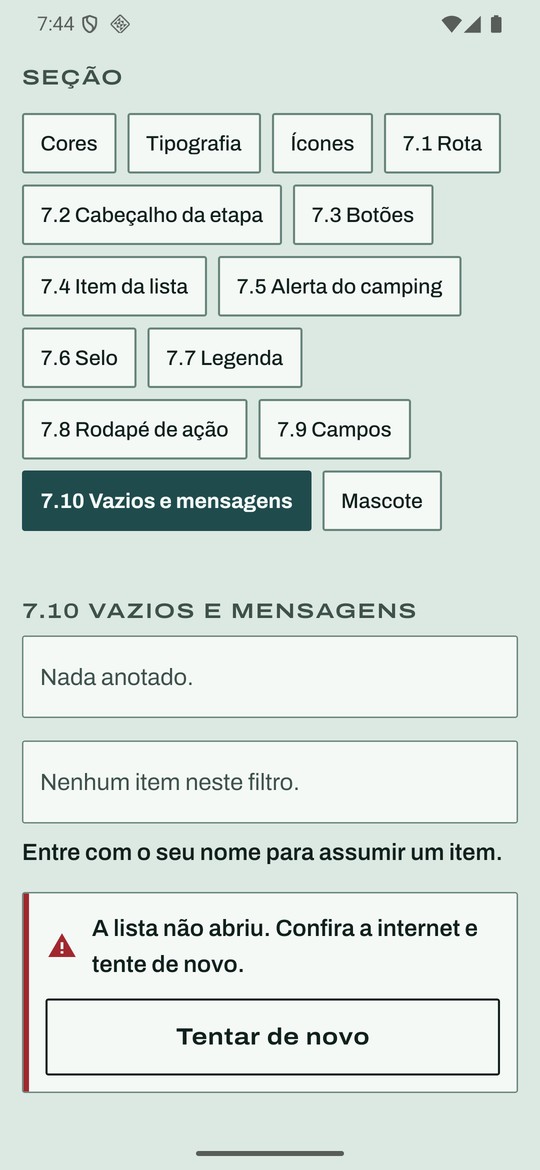 7:44
SEÇÃO
Cores
Tipografia
Ícones
7.1 Rota
7.2 Cabeçalho da etapa
7.3 Botões
7.4 Item da lista
7.5 Alerta do camping
7.6 Selo
7.7 Legenda
7.8 Rodapé de ação
7.9 Campos
7.10 Vazios e mensagens
Mascote
7.10 VAZIOS E MENSAGENS
Nada anotado.
Nenhum item neste filtro.
Entre com o seu nome para assumir um item.
A lista não abriu. Confira a internet e
tente de novo.
Tentar de novo